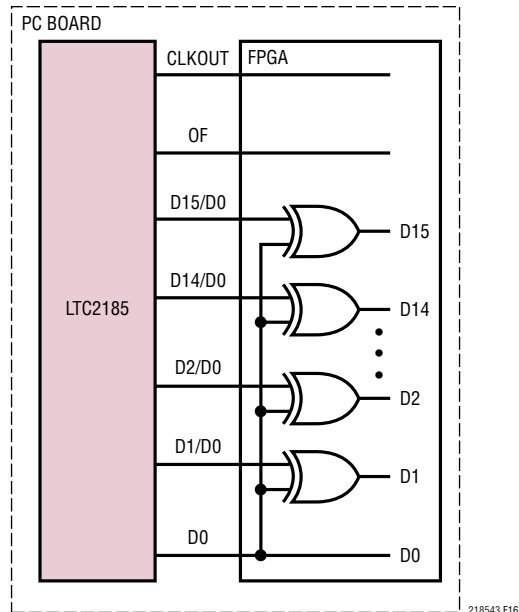 PC BOARD
CLKOUT FPGA
OF
D15/D0
D15
D14/D0
LTC2185
D14
D2/D0
D2
D1/D0
D1
D0
D0
218543 F16